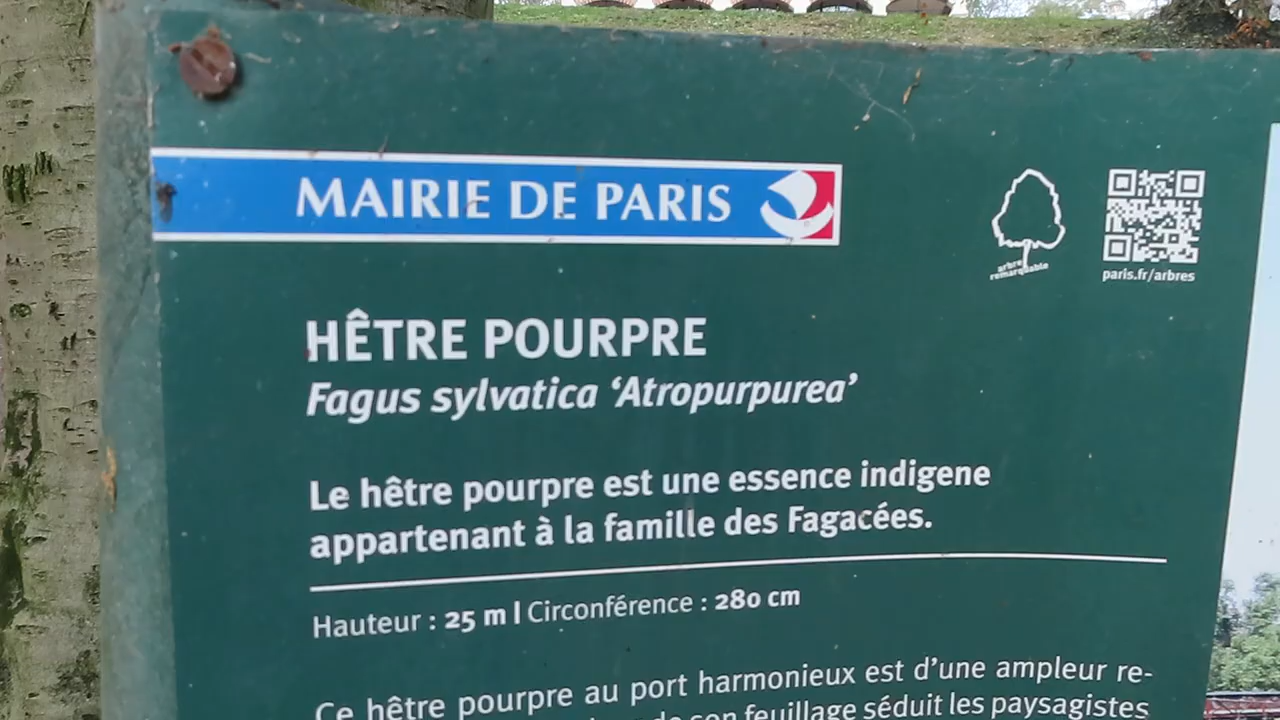 MAIRIE DE PARIS
arbre
remarquable
paris.fr/arbres
HÊTRE POURPRE
Fagus sylvatica ‘Atropurpurea’
Le hêtre pourpre est une essence indigene
appartenant à la famille des Fagacées.
Hauteur : 25 m | Circonférence : 280 cm
Ce hêtre pourpre au port harmonieux est d’une ampleur re-
de son feuillage séduit les paysagistes